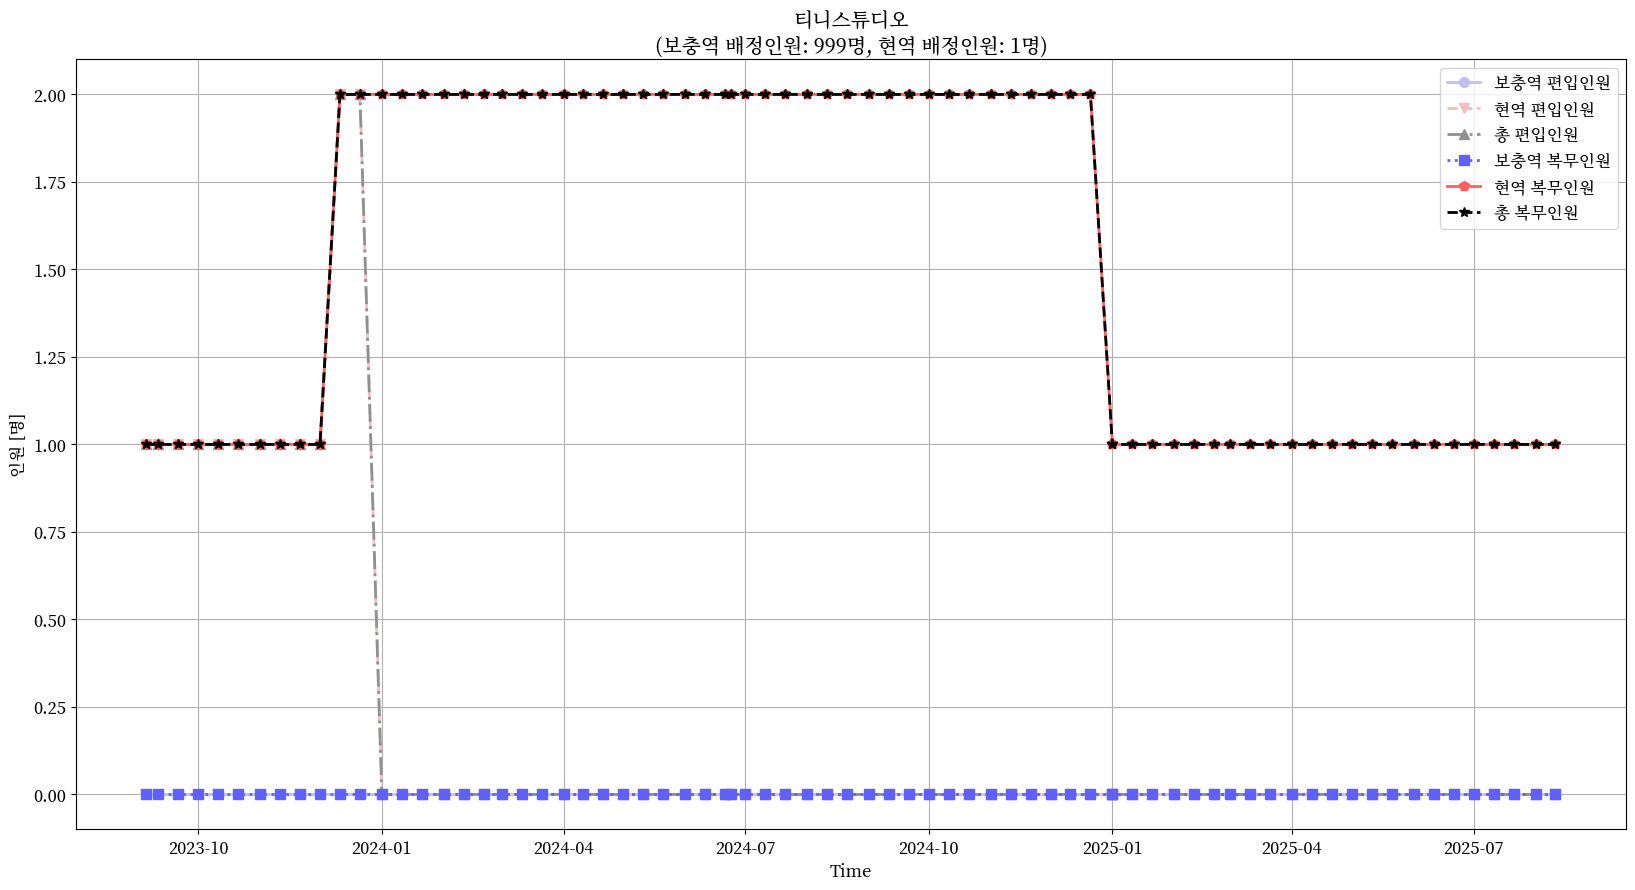 티니스튜디오
(보충역 배정인원: 999명, 현역 배정인원: 1명)
보충역 편입인원
현역 편입인원
총 편입인원
보충역 복무인원
현역 복무인원
총 복무인원
인원 [명]
2.00
1.75
1.50
1.25
1.00
0.75
0.50
0.25
0.00
2023-10
2024-01
2024-04
2024-07
2024-10
2025-01
2025-04
2025-07
Time